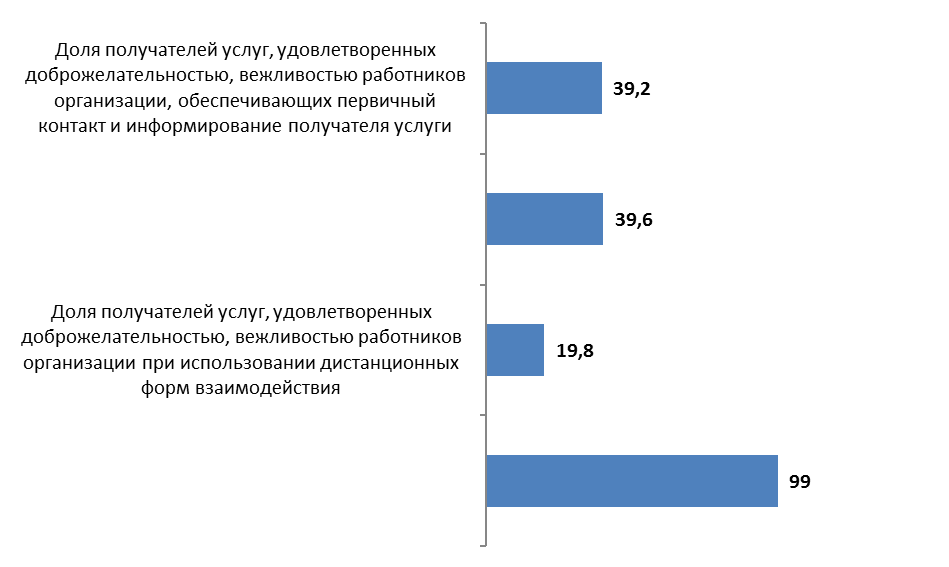 Доля получателей услуг, удовлетворенных
доброжелательностью, вежливостью работников
организации, обеспечивающих первичный
контакт и информирование получателя услуги
39,2
39,6
Доля получателей услуг, удовлетворенных
доброжелательностью, вежливостью работников
организации при использовании дистанционных
форм взаимодействия
19,8
99